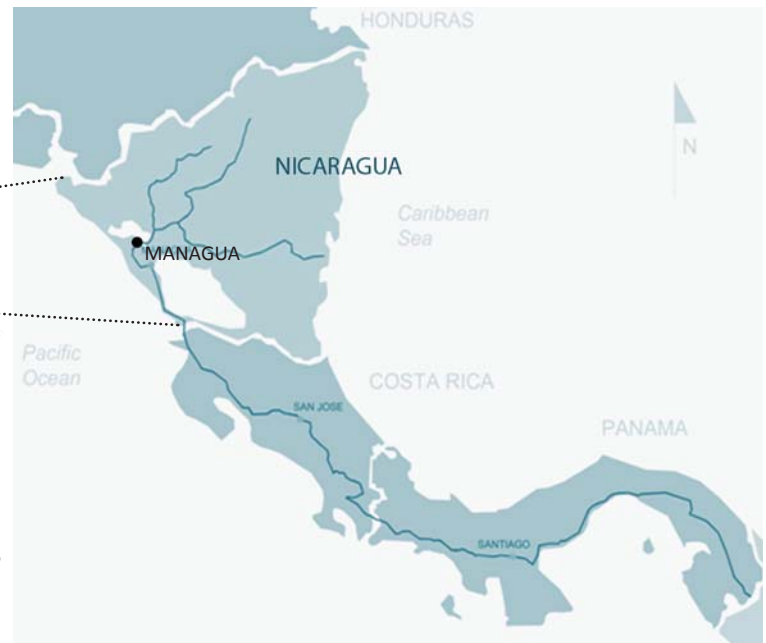 HONDURAS
N
NICARAGUA
Caribbean
Sea
MANAGUA
Pacific
Ocean
COSTA RICA
SAN JOSE
PANAMA
SANTIAGO